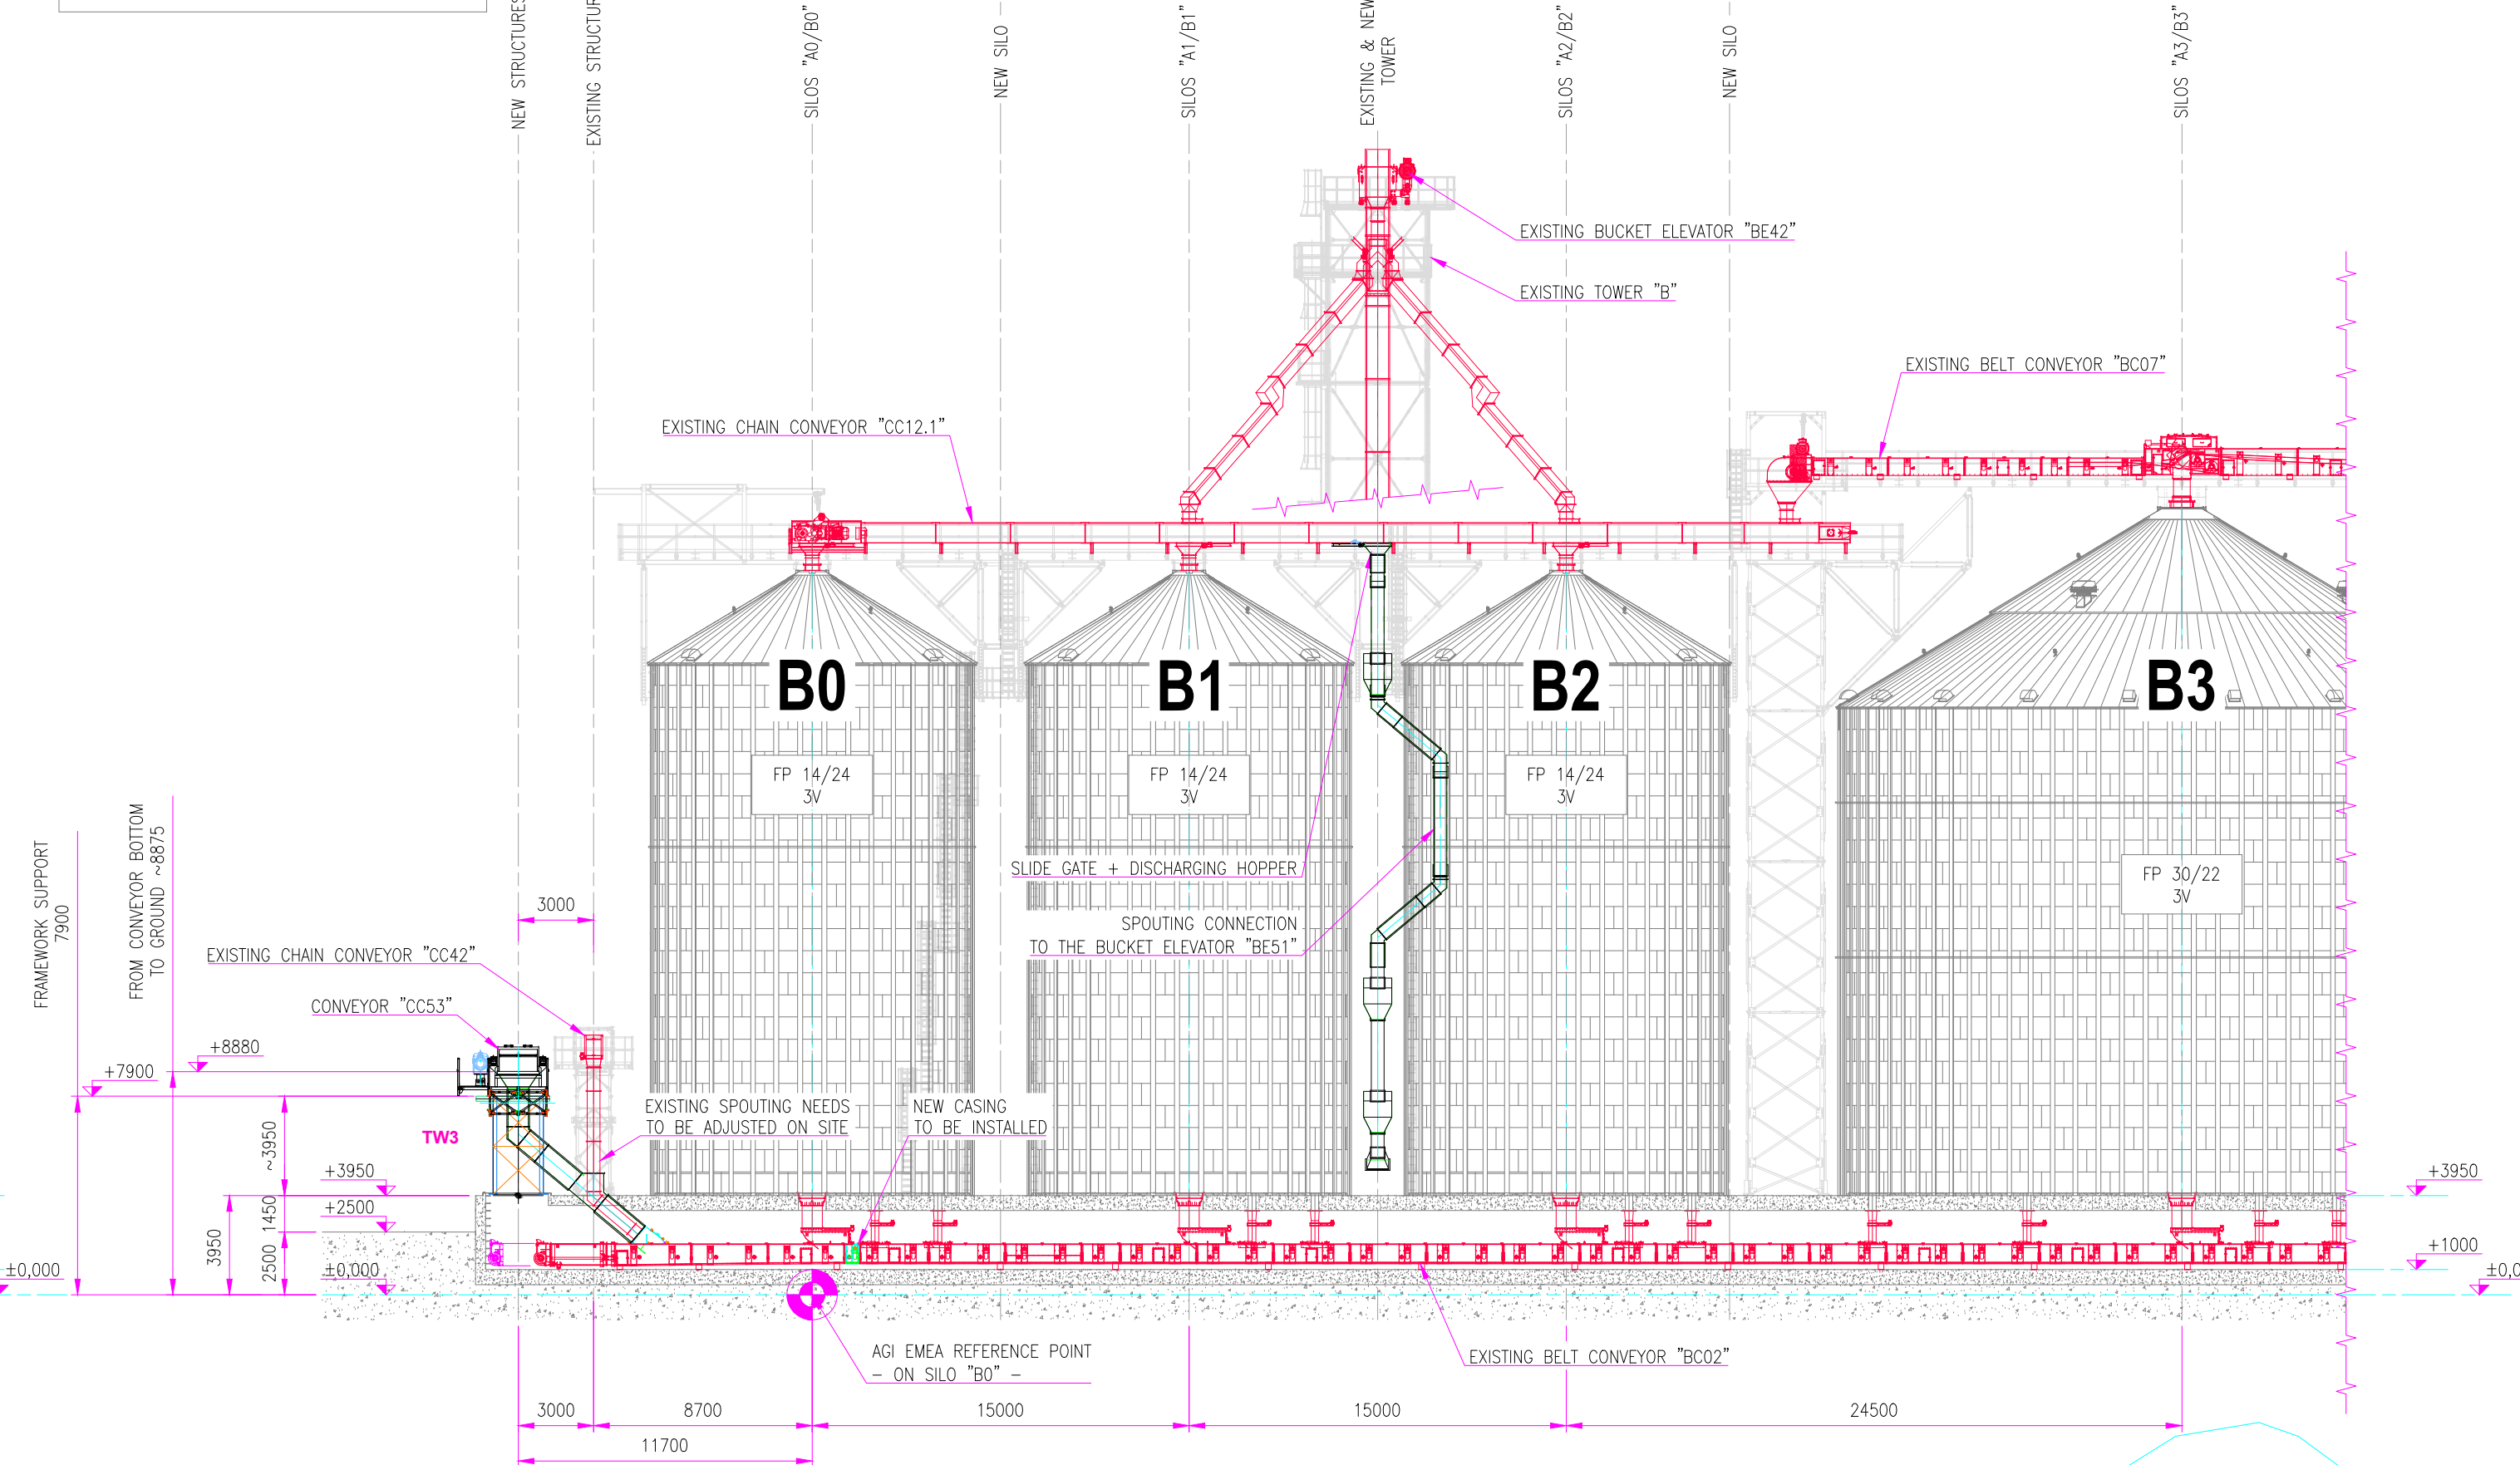 NEW STRUCTURES
SILOS "A0/B0"
NEW SILO
SILOS "A1/B1"
EXISTING & NEW
TOWER
SILOS "A2/B2"
NEW SILO
SILOS "A3/B3"
EXISTING BUCKET ELEVATOR "BE42"
EXISTING TOWER "B"
EXISTING BELT CONVEYOR "BC07"
EXISTING CHAIN CONVEYOR "CC12.1"
B0
B1
B2
B3
FP 14/24
3V
FP 14/24
3V
FP 14/24
3V
FP 30/22
3V
FRAMEWORK SUPPORT
7900
FROM CONVEYOR BOTTOM
TO GROUND ~8875
SLIDE GATE + DISCHARGING HOPPER
3000
SPOUTING CONNECTION
TO THE BUCKET ELEVATOR "BE51"
EXISTING CHAIN CONVEYOR "CC42"
CONVEYOR "CC53"
+8880
+7900
EXISTING SPOUTING NEEDS
TO BE ADJUSTED ON SITE
NEW CASING
TO BE INSTALLED
TW3
~3950
+3950
+3950
+2500
1450
3950
2500
+1000
±0,000
±0,000
±0,0
AGI EMEA REFERENCE POINT
- ON SILO "B0" -
EXISTING BELT CONVEYOR "BC02"
3000
8700
15000
15000
24500
11700